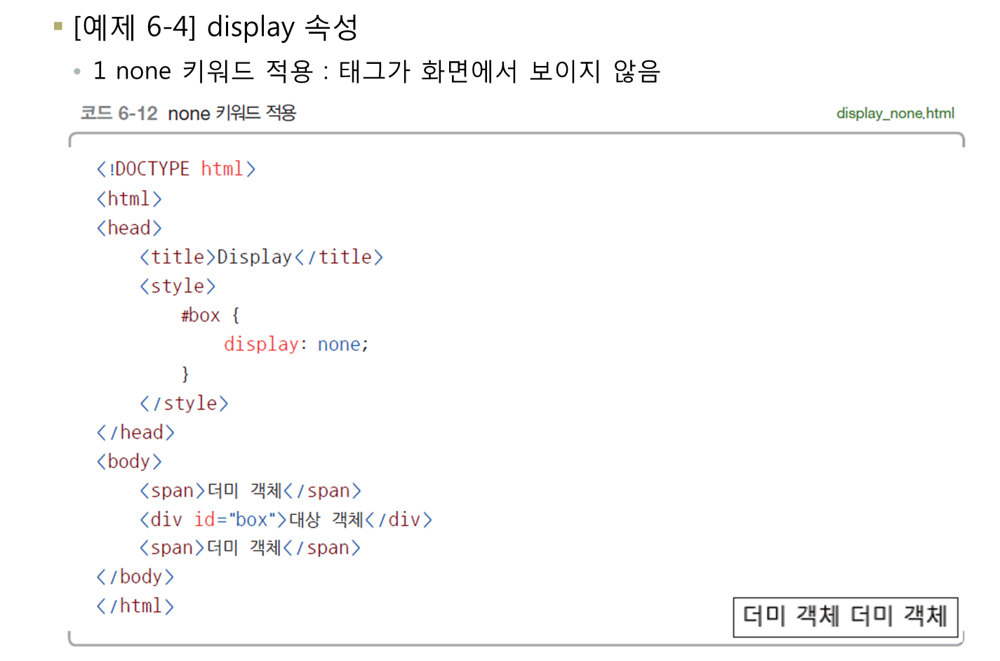 [예제 6-4] display 속성
1 none 키워드 적용 : 태그가 화면에서 보이지 않음
코드 6-12 none 키워드 적용
display_none.html
<!DOCTYPE html>
<html>
<head>
    <title>Display</title>
    <style>
        #box {
            display: none;
        }
    </style>
</head>
<body>
    <span>더미 객체</span>
    <div id="box">대상 객체</div>
    <span>더미 객체</span>
</body>
</html>
더미 객체 더미 객체